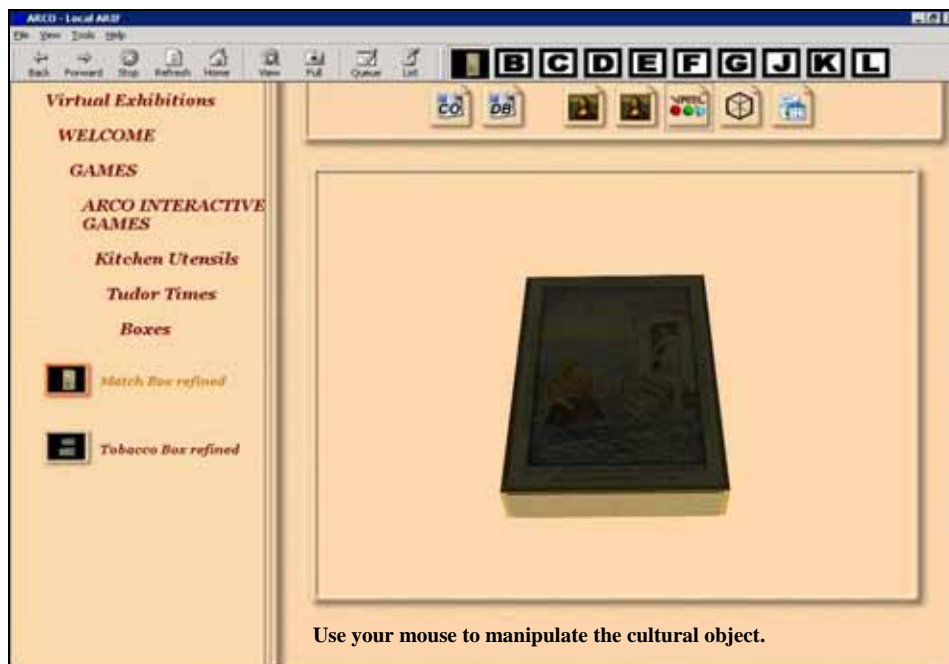 ARCO - Local ARIF
File View Tools Help
Back Forward Stop Refresh Home View Full Queue List
B C D E F G J K L
Virtual Exhibitions
WELCOME
GAMES
ARCO INTERACTIVE
GAMES
Kitchen Utensils
Tudor Times
Boxes
Match Box refined
Tobacco Box refined
CO DB VRML
Use your mouse to manipulate the cultural object.